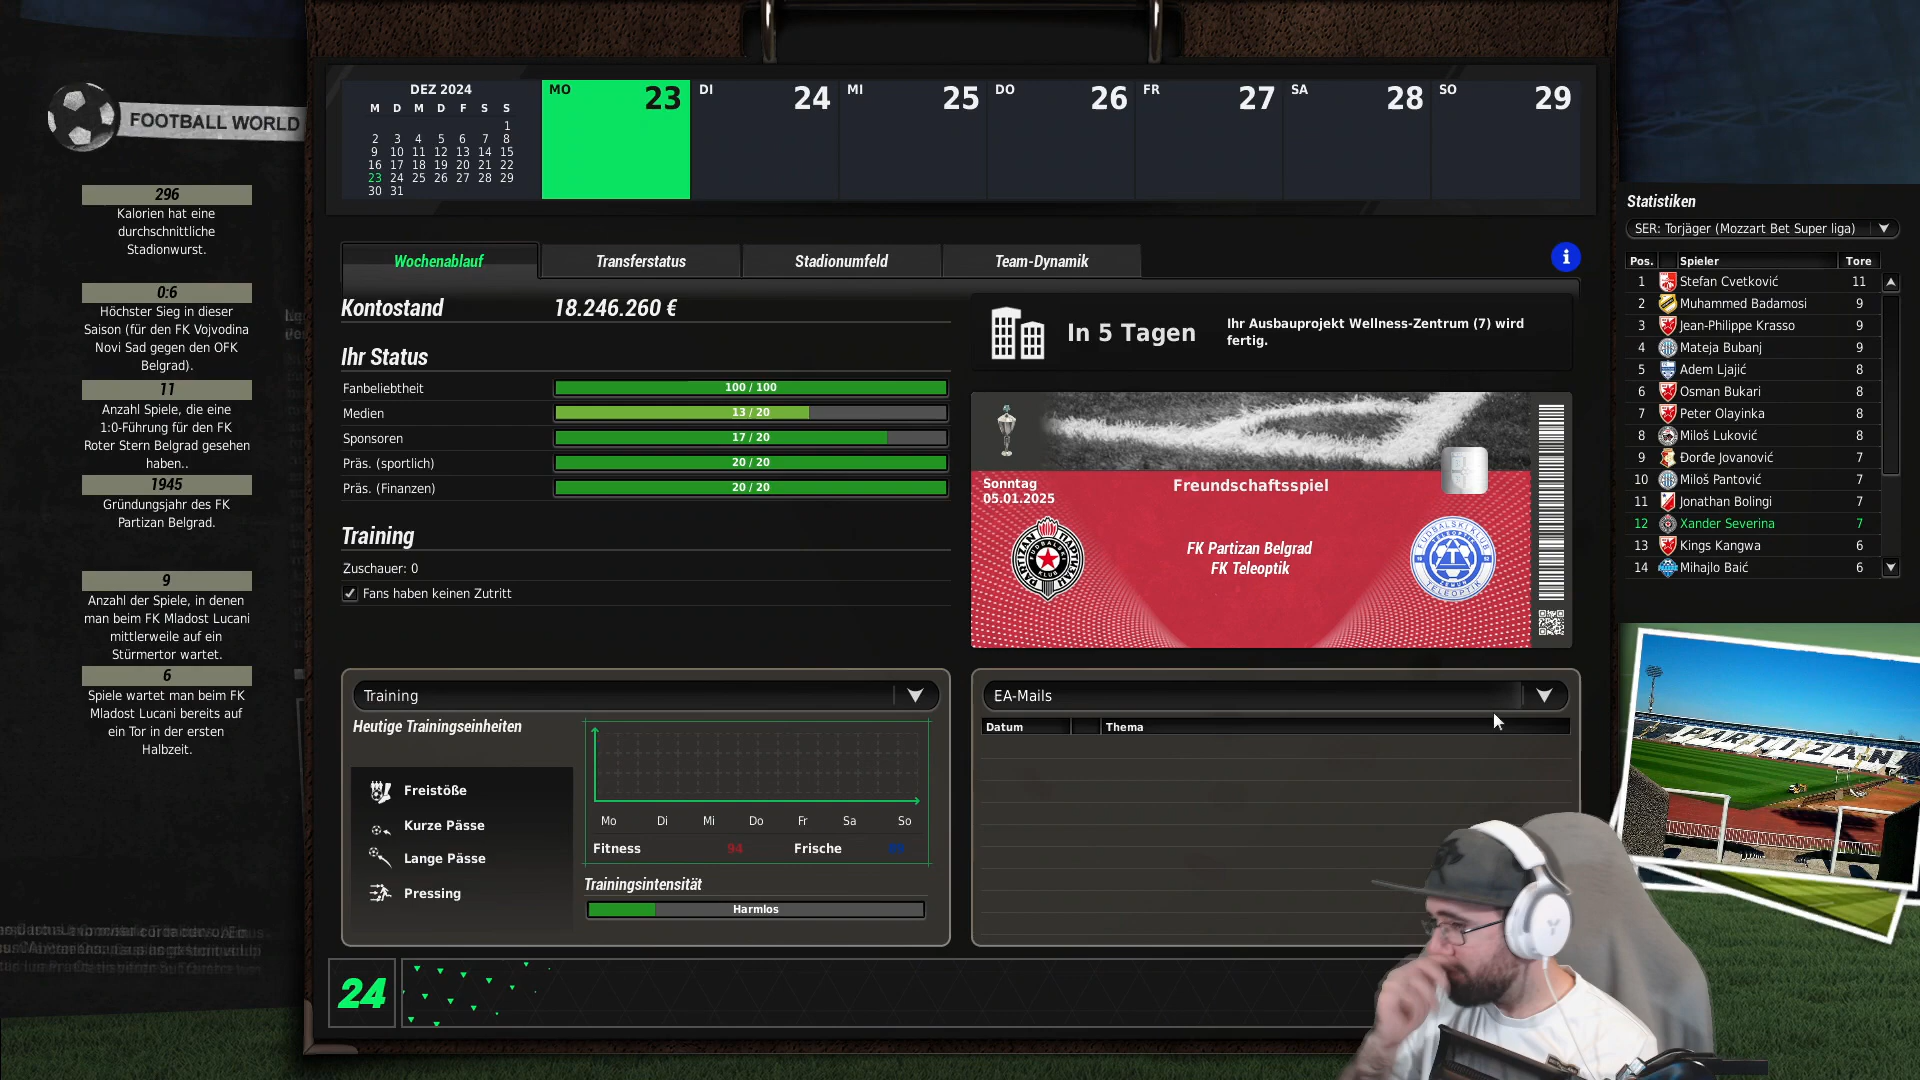 FOOTBALL WORLD
296
Kalorien hat eine
durchschnittliche
Stadionwurst.
0:6
Höchster Sieg in dieser
Saison (für den FK Vojvodina
Novi Sad gegen den OFK
Belgrad).
11
Anzahl Spiele, die eine
1:0-Führung für den FK
Roter Stern Belgrad gesehen
haben..
1945
Gründungsjahr des FK
Partizan Belgrad.
9
Anzahl der Spiele, in denen
man beim FK Mladost Lucani
mittlerweile auf ein
Stürmertor wartet.
6
Spiele wartet man beim FK
Mladost Lucani bereits auf
ein Tor in der ersten
Halbzeit.
DEZ 2024
M D M D F S S
1
2 3 4 5 6 7 8
9 10 11 12 13 14 15
16 17 18 19 20 21 22
23 24 25 26 27 28 29
30 31
MO 23
DI 24
MI 25
DO 26
FR 27
SA 28
SO 29
Wochenablauf
Transferstatus
Stadionumfeld
Team-Dynamik
i
Kontostand 18.246.260 €
Ihr Status
Fanbeliebtheit 100 / 100
Medien 13 / 20
Sponsoren 17 / 20
Präs. (sportlich) 20 / 20
Präs. (Finanzen) 20 / 20
Training
Zuschauer: 0
Fans haben keinen Zutritt
In 5 Tagen
Ihr Ausbauprojekt Wellness-Zentrum (7) wird
fertig.
Sonntag
05.01.2025
Freundschaftsspiel
FK Partizan Belgrad
FK Teleoptik
Training
Heutige Trainingseinheiten
Freistöße
Kurze Pässe
Lange Pässe
Pressing
Mo Di Mi Do Fr Sa So
Fitness 94 Frische
Trainingsintensität
Harmlos
EA-Mails
Datum Thema
24
Statistiken
SER: Torjäger (Mozzart Bet Super liga)
Pos. Spieler Tore
1 Stefan Cvetković 11
2 Muhammed Badamosi 9
3 Jean-Philippe Krasso 9
4 Mateja Bubanj 9
5 Adem Ljajić 8
6 Osman Bukari 8
7 Peter Olayinka 8
8 Miloš Luković 8
9 Đorđe Jovanović 7
10 Miloš Pantović 7
11 Jonathan Bolingi 7
12 Xander Severina 7
13 Kings Kangwa 6
14 Mihajlo Baić 6
PARTIZAN